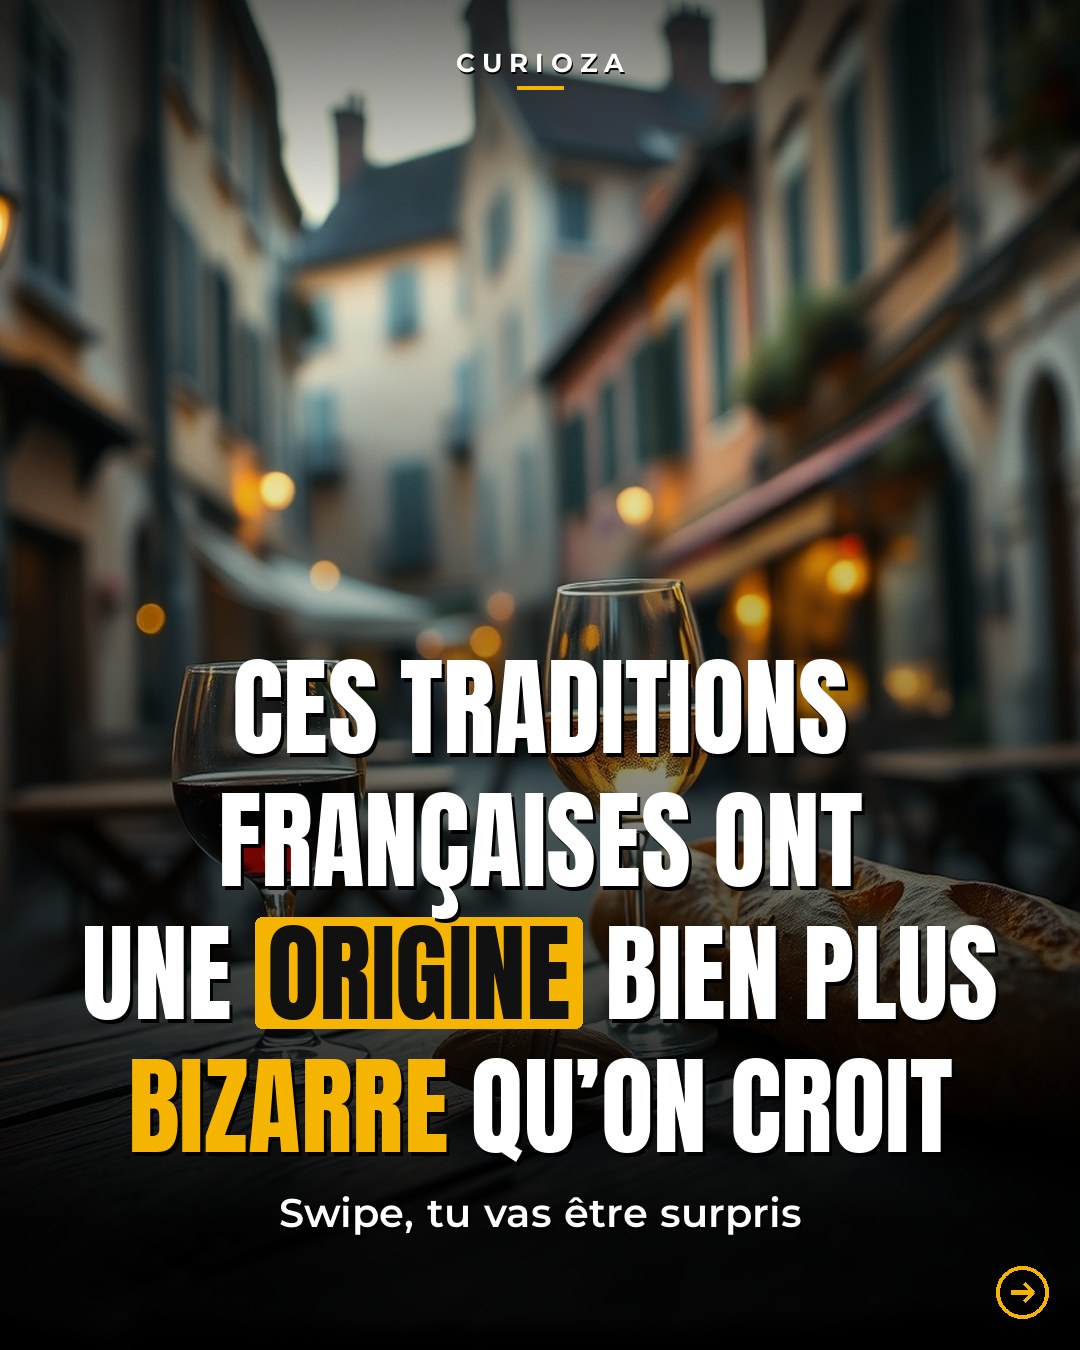 CURIOZA
CES TRADITIONS
FRANÇAISES ONT
UNE ORIGINE BIEN PLUS
BIZARRE QU’ON CROIT
Swipe, tu vas être surpris